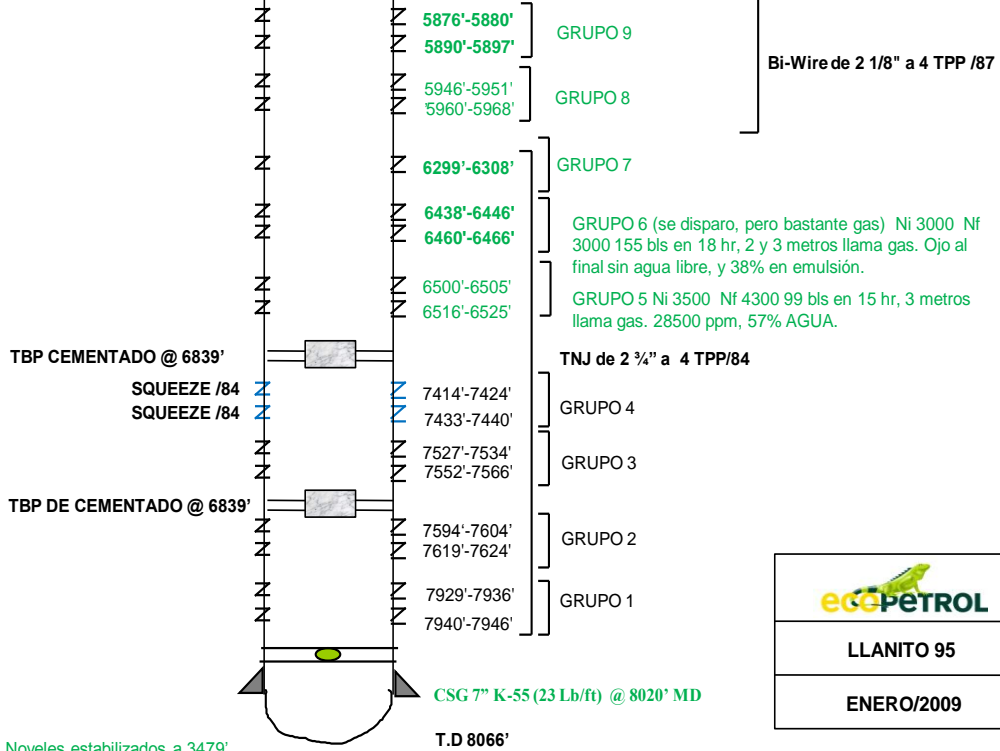 5876'-5880'
5890'-5897'
GRUPO 9
Bi-Wire de 2 1/8" a 4 TPP /87
5946'-5951'
'5960'-5968'
GRUPO 8
6299'-6308'
GRUPO 7
6438'-6446'
6460'-6466'
GRUPO 6 (se disparo, pero bastante gas) Ni 3000 Nf
3000 155 bls en 18 hr, 2 y 3 metros llama gas. Ojo al
final sin agua libre, y 38% en emulsión.
6500'-6505'
6516'-6525'
GRUPO 5 Ni 3500 Nf 4300 99 bls en 15 hr, 3 metros
llama gas. 28500 ppm, 57% AGUA.
TBP CEMENTADO @ 6839'
TNJ de 2 ¾" a 4 TPP/84
SQUEEZE /84
SQUEEZE /84
7414'-7424'
7433'-7440'
GRUPO 4
7527'-7534'
7552'-7566'
GRUPO 3
TBP DE CEMENTADO @ 6839'
7594'-7604'
7619'-7624'
GRUPO 2
7929'-7936'
7940'-7946'
GRUPO 1
ecoPETROL
LLANITO 95
ENERO/2009
CSG 7" K-55 (23 Lb/ft) @ 8020' MD
T.D 8066'
Noveles estabilizados a 3479'